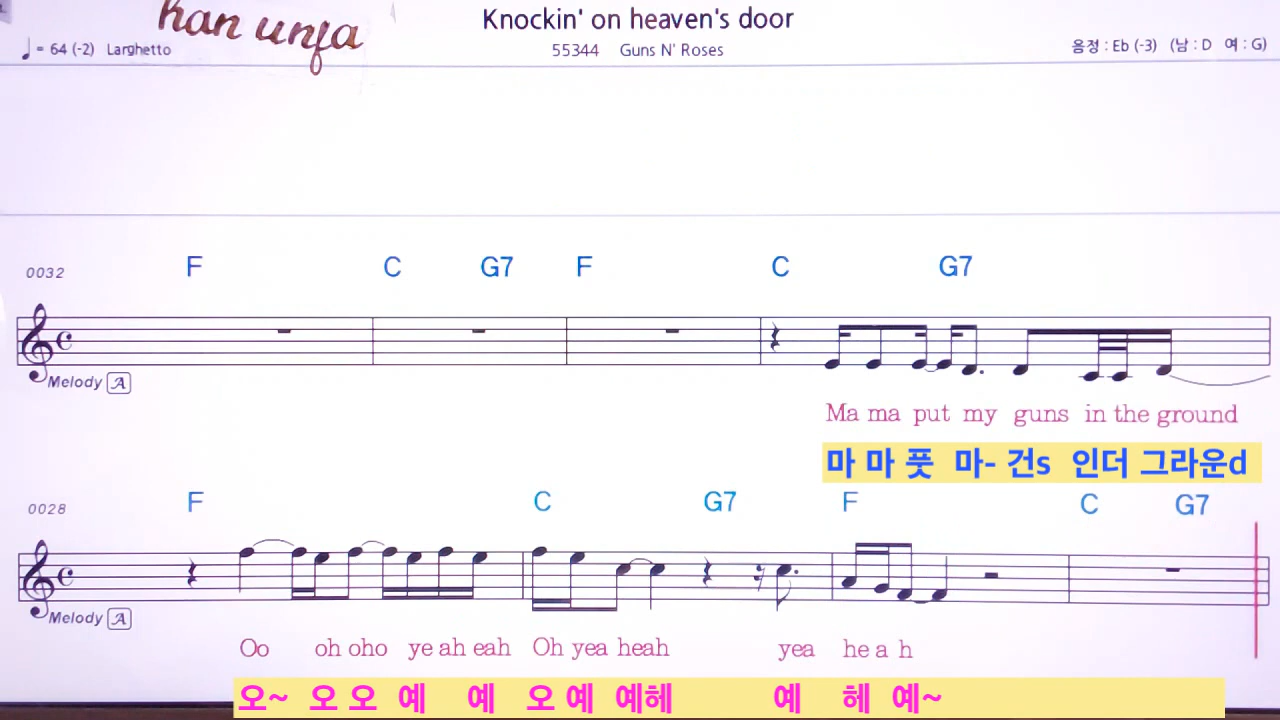 han unfa
Knockin' on heaven's door
♩ = 64 (-2) Larghetto
55344 Guns N' Roses
음정 : Eb (-3) (남 : D 여 : G)
0032
F C G7 F C G7
Melody A
Ma ma put my guns in the ground
마 마 풋 마- 건s 인더 그라운d
0028
F C G7 F C G7
Melody A
Oo oh oho ye ah eah Oh yea heah yea he a h
오~ 오 오 예 예 오 예 예헤 예 헤 예~